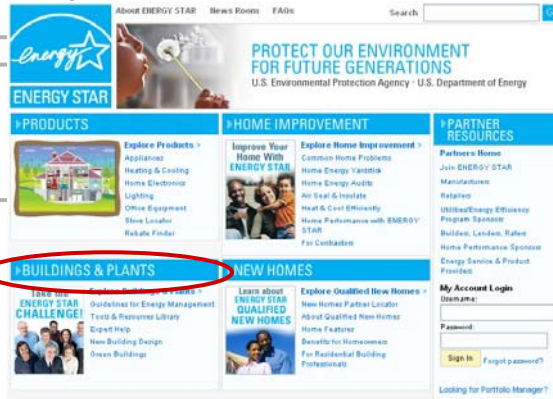 About ENERGY STAR News Room FAQs Search
energy
ENERGY STAR
PROTECT OUR ENVIRONMENT
FOR FUTURE GENERATIONS
U.S. Environmental Protection Agency · U.S. Department of Energy
PRODUCTS
Explore Products >
Appliances
Heating & Cooling
Home Electronics
Lighting
Office Equipment
Store Locator
Rebate Finder
HOME IMPROVEMENT
Improve Your
Home With
ENERGY STAR
Explore Home Improvement >
Common Home Problems
Home Energy Yardstick
Home Energy Audits
Air Seal & Insulate
Heat & Cool Efficiently
Home Performance with ENERGY
STAR
For Contractors
PARTNER
RESOURCES
Partners Home
Join ENERGY STAR
Manufacturers
Retailers
Utilities/Energy Efficiency
Program Sponsors
Builders, Lenders, Raters
Home Performance Sponsors
Energy Service & Product
Providers
My Account Login
Username:
Password:
Sign In Forgot password?
Looking for Portfolio Manager?
BUILDINGS & PLANTS
Take the
ENERGY STAR
CHALLENGE!
Explore Buildings & Plants >
Guidelines for Energy Management
Tools & Resources Library
Expert Help
New Building Design
Green Buildings
NEW HOMES
Learn about
ENERGY STAR
QUALIFIED
NEW HOMES
Explore Qualified New Homes >
New Homes Partner Locator
About Qualified New Homes
Home Features
Benefits for Homeowners
For Residential Building
Professionals